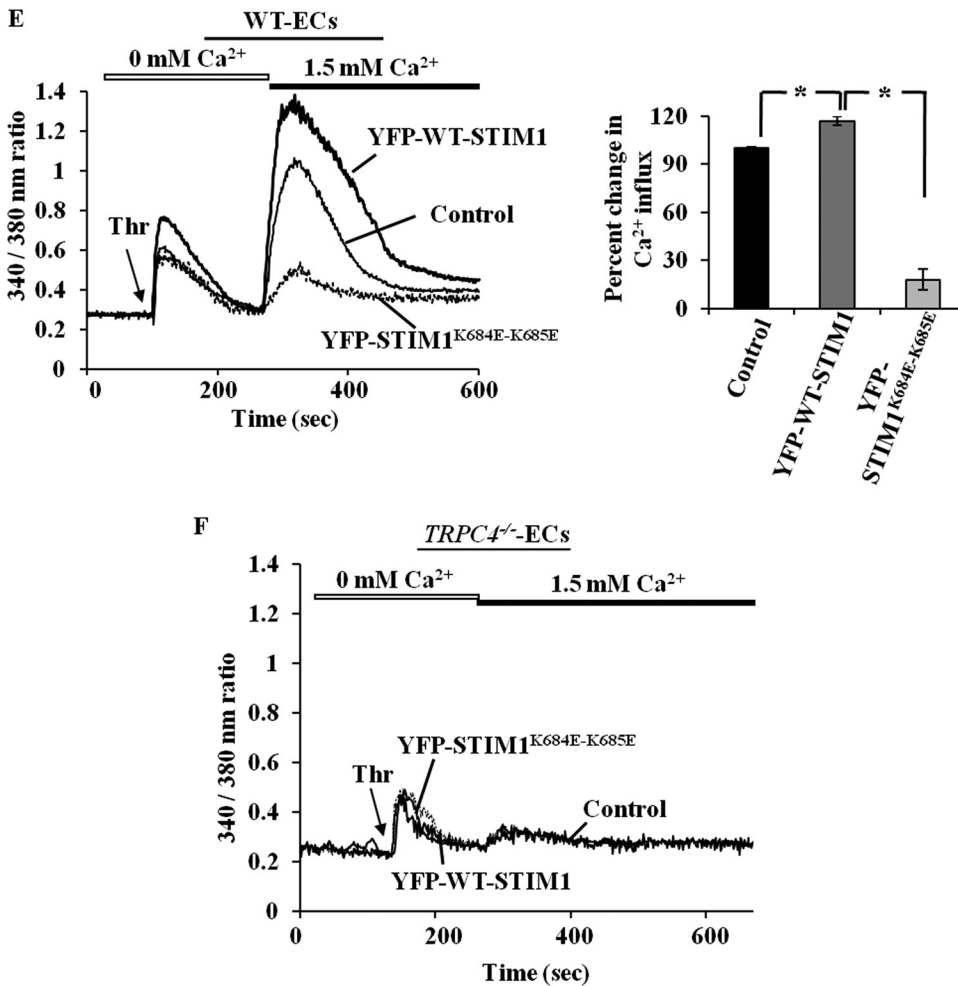 E
WT-ECs
0 mM Ca²⁺
1.5 mM Ca²⁺
340 / 380 nm ratio
1.4
1.2
1
0.8
0.6
0.4
0.2
0
Thr
YFP-WT-STIM1
Control
YFP-STIM1ᴷ⁶⁸⁴ᴱ⁻ᴷ⁶⁸⁵ᴱ
0
200
400
600
Time (sec)
Percent change in
Ca²⁺ influx
120
90
60
30
0
*
*
Control
YFP-WT-STIM1
YFP-
STIM1ᴷ⁶⁸⁴ᴱ⁻ᴷ⁶⁸⁵ᴱ
F
TRPC4⁻/⁻-ECs
0 mM Ca²⁺
1.5 mM Ca²⁺
340 / 380 nm ratio
1.4
1.2
1
0.8
0.6
0.4
0.2
0
Thr
YFP-STIM1ᴷ⁶⁸⁴ᴱ⁻ᴷ⁶⁸⁵ᴱ
Control
YFP-WT-STIM1
0
200
400
600
Time (sec)